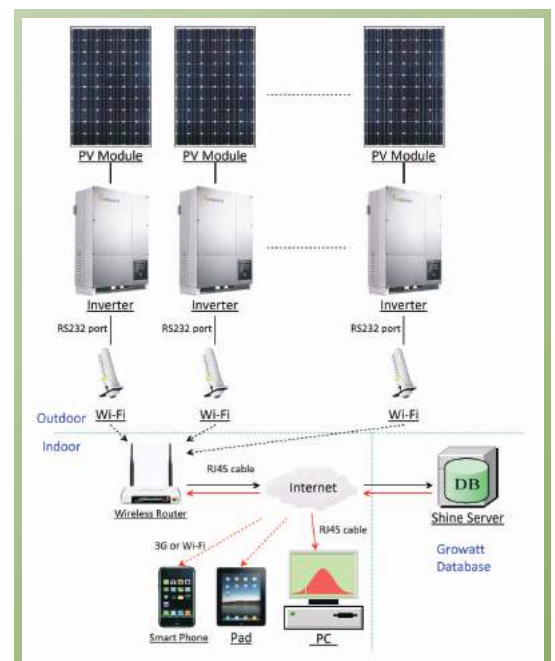 PV Module PV Module PV Module
Inverter Inverter Inverter
RS232 port RS232 port RS232 port
Outdoor Wi-Fi Wi-Fi Wi-Fi
Indoor
RJ45 cable
Internet
DB
Wireless Router
Shine Server
RJ45 cable
3G or Wi-Fi
Growatt
Database
Smart Phone Pad PC